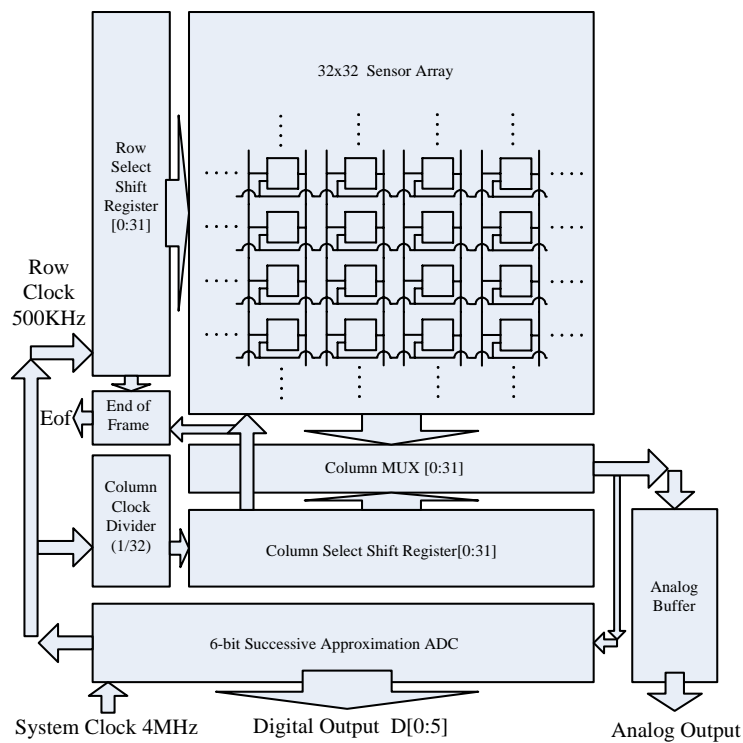 32x32 Sensor Array
Row
Select
Shift
Register
[0:31]
Row
Clock
500KHz
Eof
End of
Frame
Column MUX [0:31]
Column
Clock
Divider
(1/32)
Column Select Shift Register[0:31]
Analog
Buffer
6-bit Successive Approximation ADC
System Clock 4MHz
Digital Output D[0:5]
Analog Output